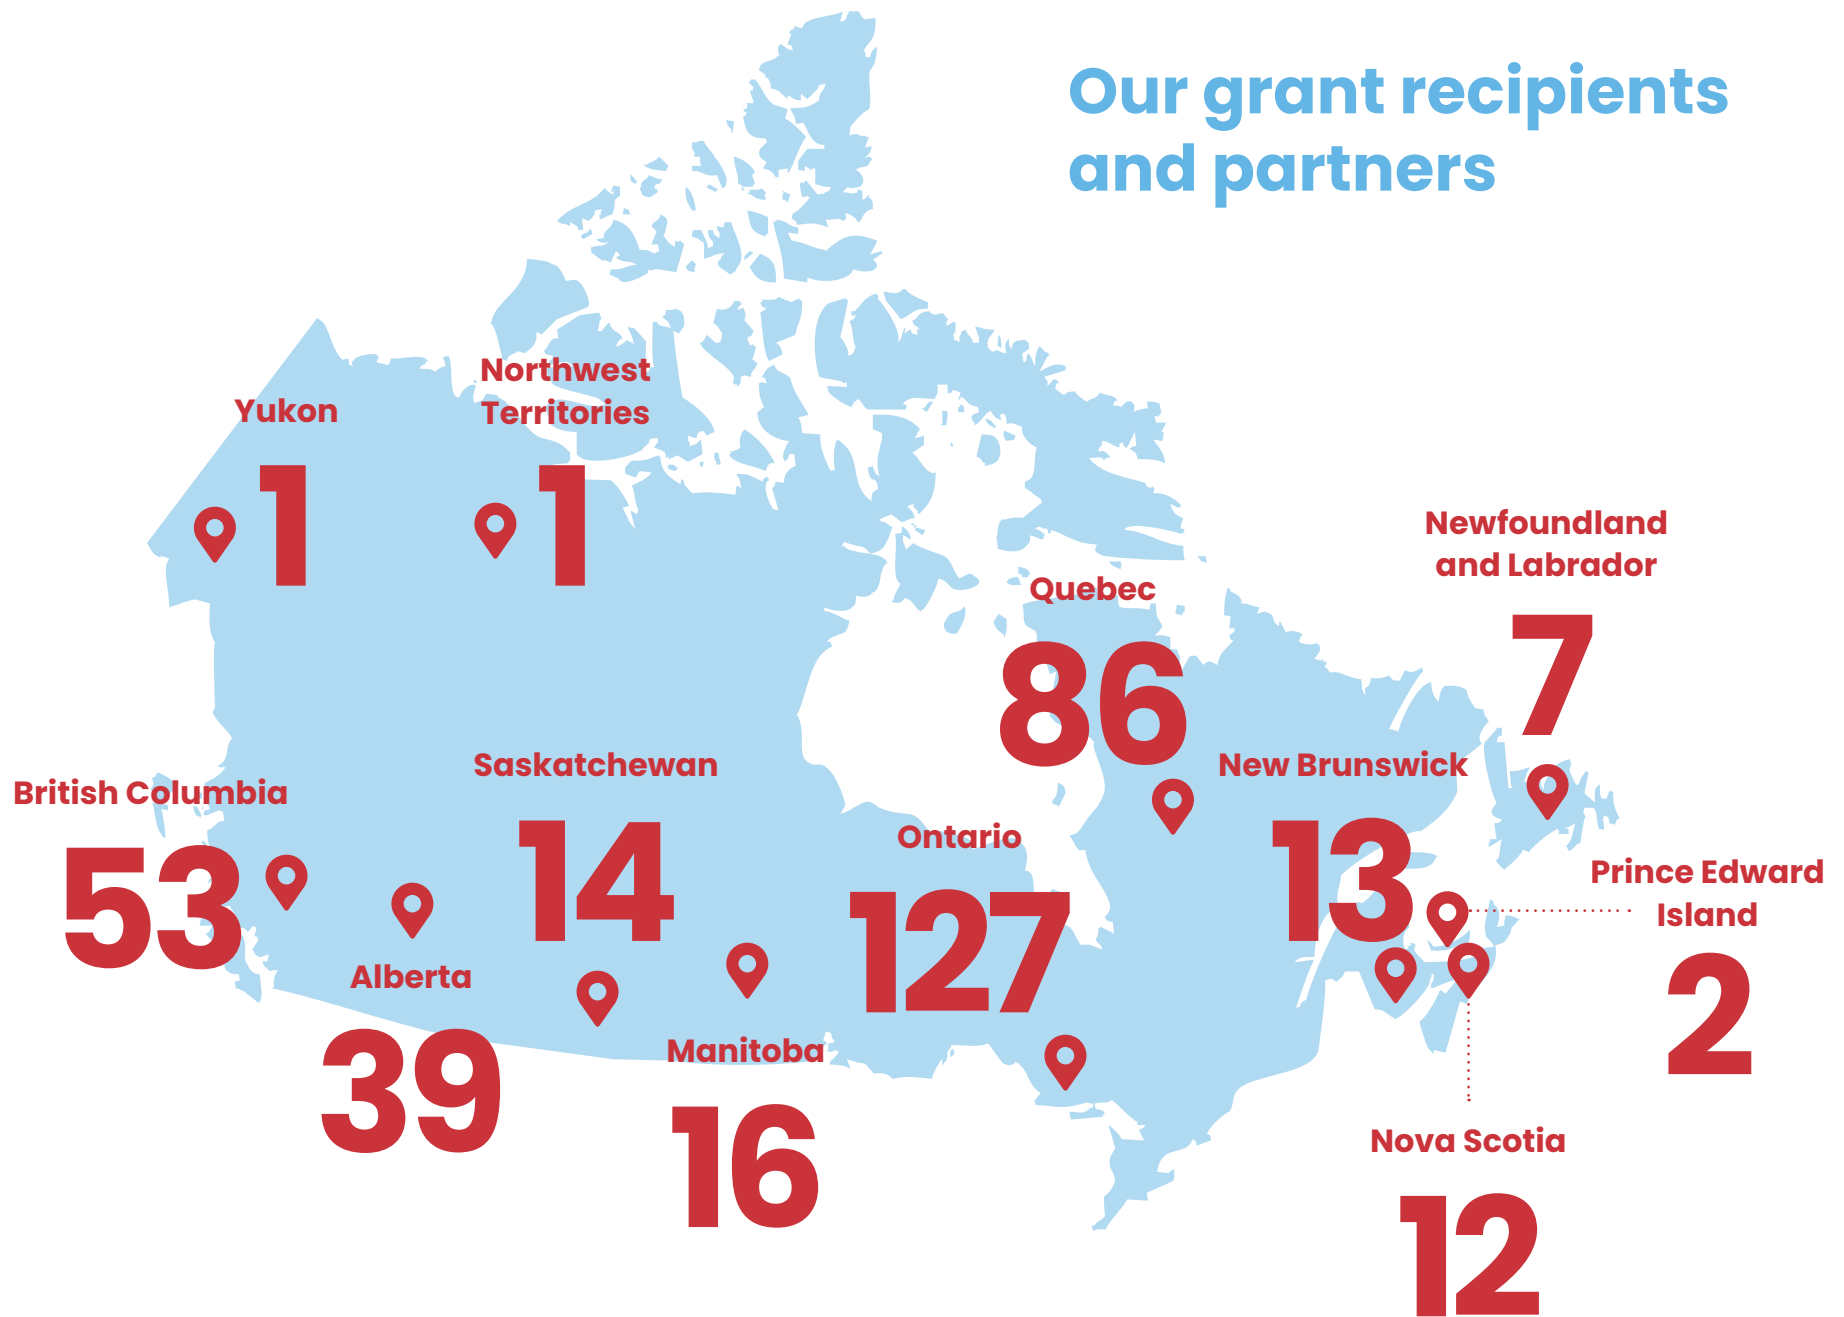 Our grant recipients
and partners
Yukon
1
Northwest
Territories
1
British Columbia
53
Alberta
39
Saskatchewan
14
Manitoba
16
Ontario
127
Quebec
86
New Brunswick
13
Newfoundland
and Labrador
7
Prince Edward
Island
2
Nova Scotia
12